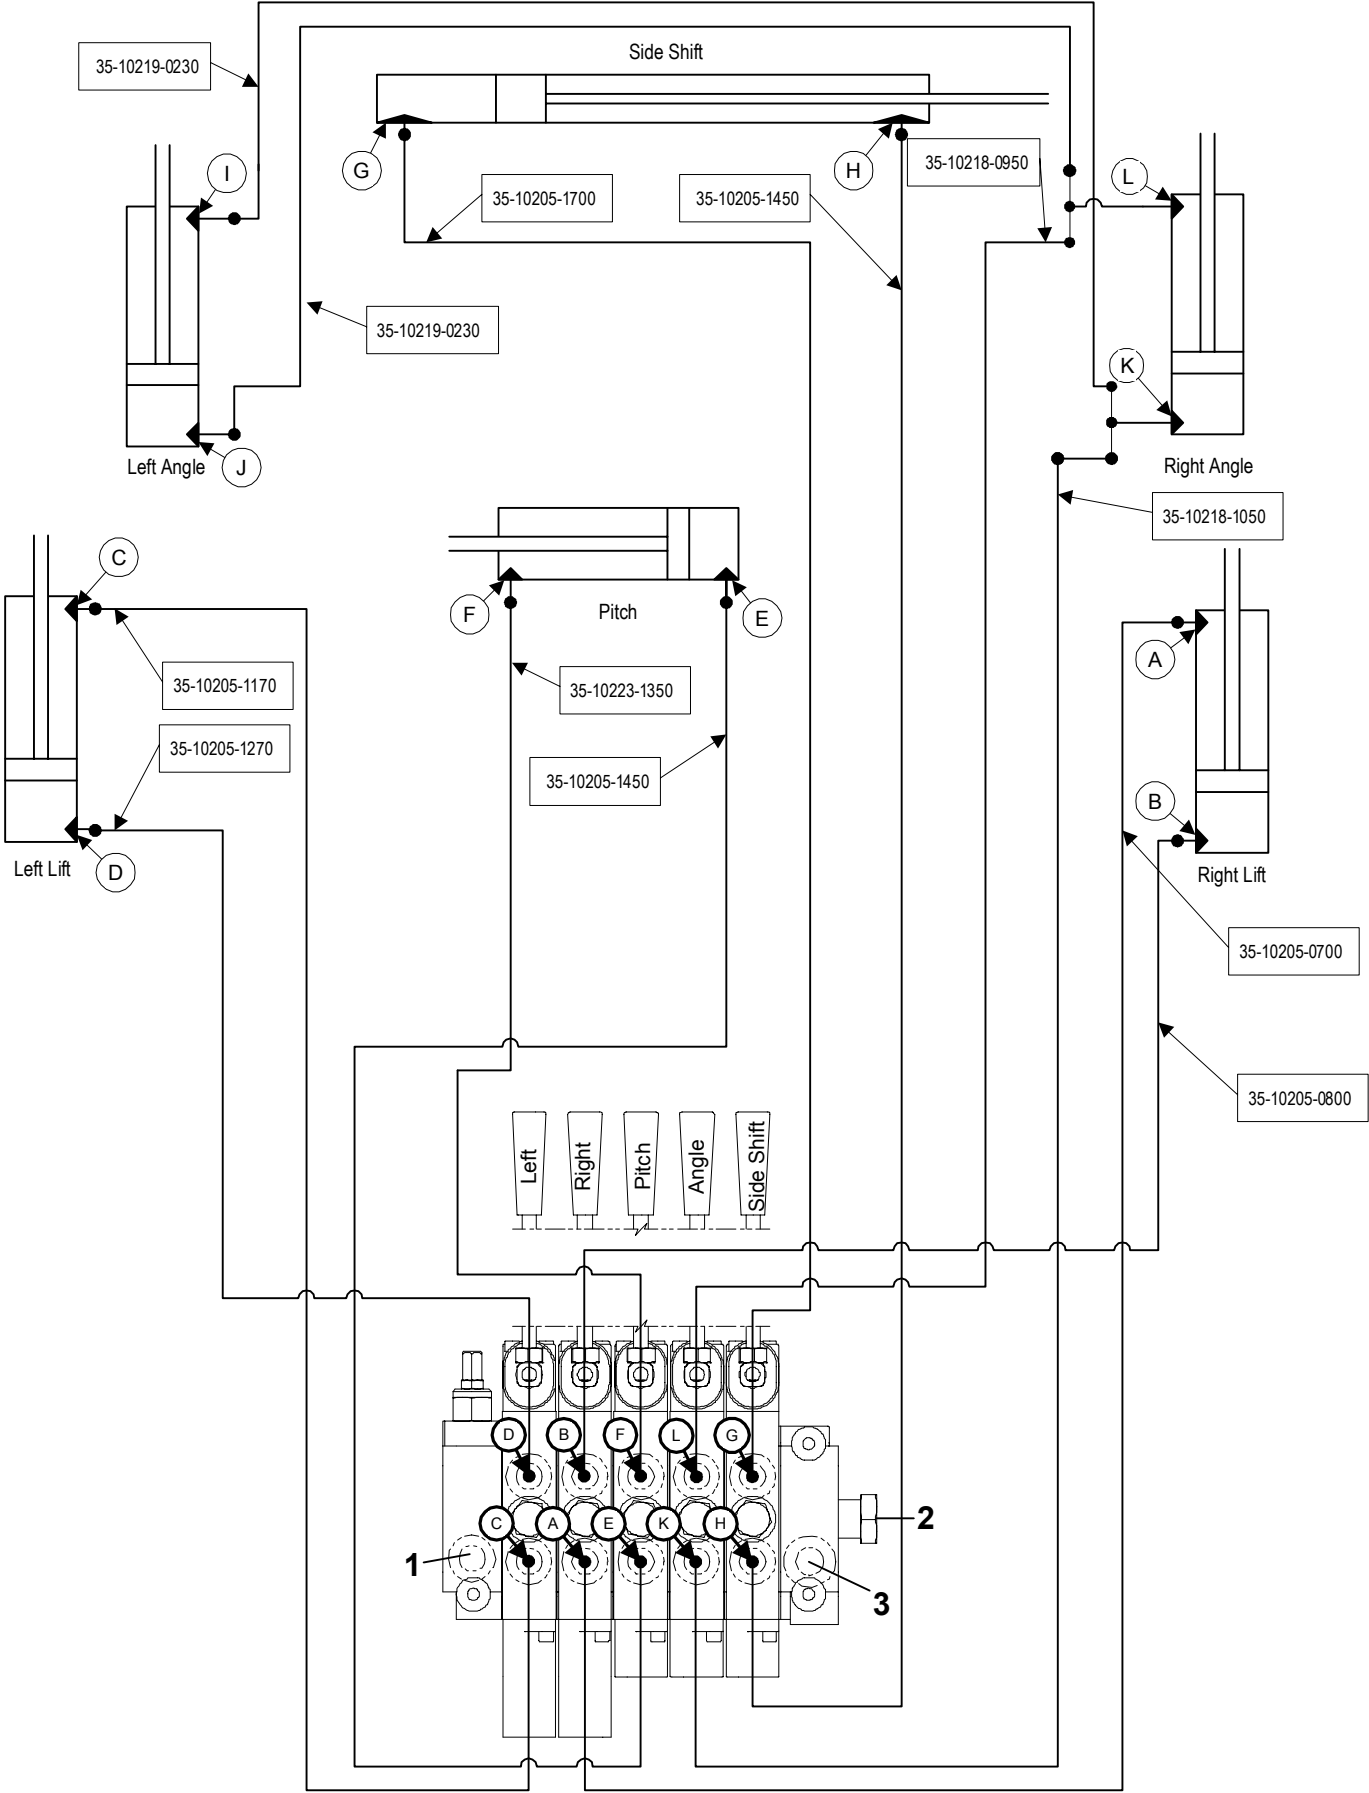 Side Shift
35-10219-0230
G
H
35-10218-0950
I
L
35-10205-1700
35-10205-1450
35-10219-0230
K
Left Angle
J
Right Angle
35-10218-1050
C
F
Pitch
E
A
35-10205-1170
35-10223-1350
35-10205-1270
35-10205-1450
B
Left Lift
D
Right Lift
35-10205-0700
35-10205-0800
Left
Right
Pitch
Angle
Side Shift
D
B
F
L
G
C
A
E
K
H
2
1
3